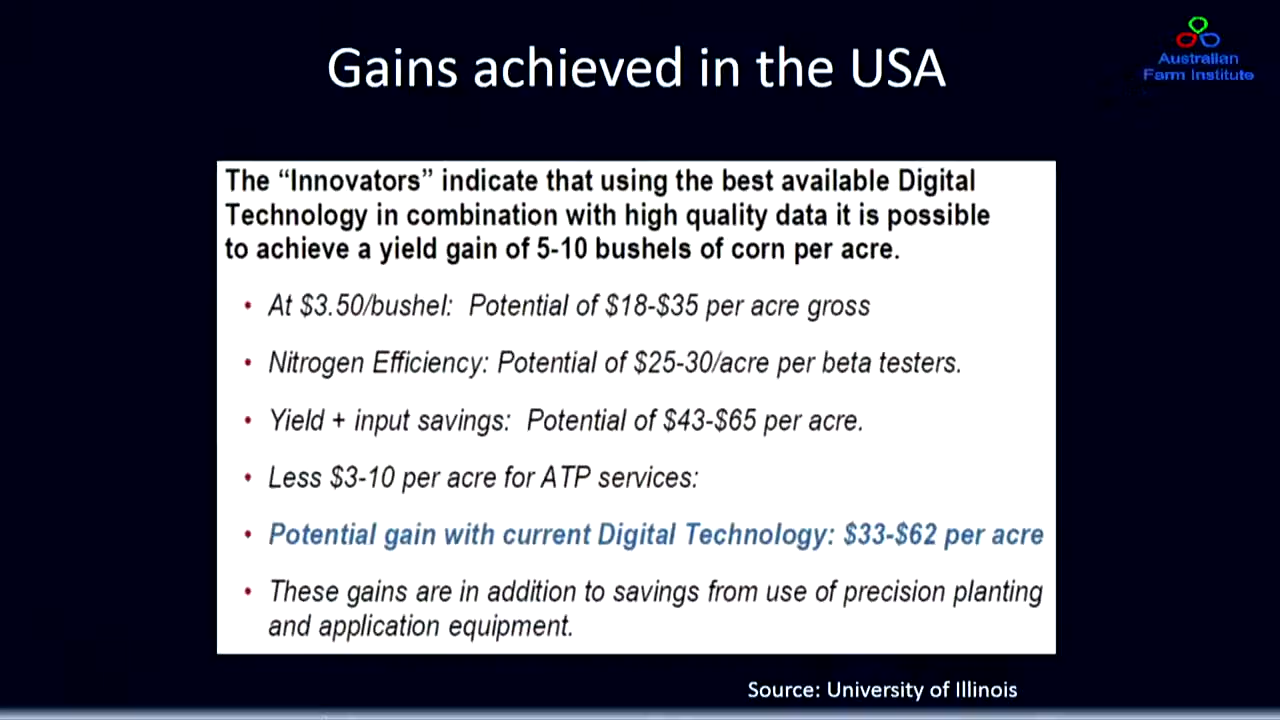 Gains achieved in the USA
Australian
Farm Institute
The “Innovators” indicate that using the best available Digital
Technology in combination with high quality data it is possible
to achieve a yield gain of 5-10 bushels of corn per acre.
• At $3.50/bushel: Potential of $18-$35 per acre gross
• Nitrogen Efficiency: Potential of $25-30/acre per beta testers.
• Yield + input savings: Potential of $43-$65 per acre.
• Less $3-10 per acre for ATP services:
• Potential gain with current Digital Technology: $33-$62 per acre
• These gains are in addition to savings from use of precision planting
and application equipment.
Source: University of Illinois